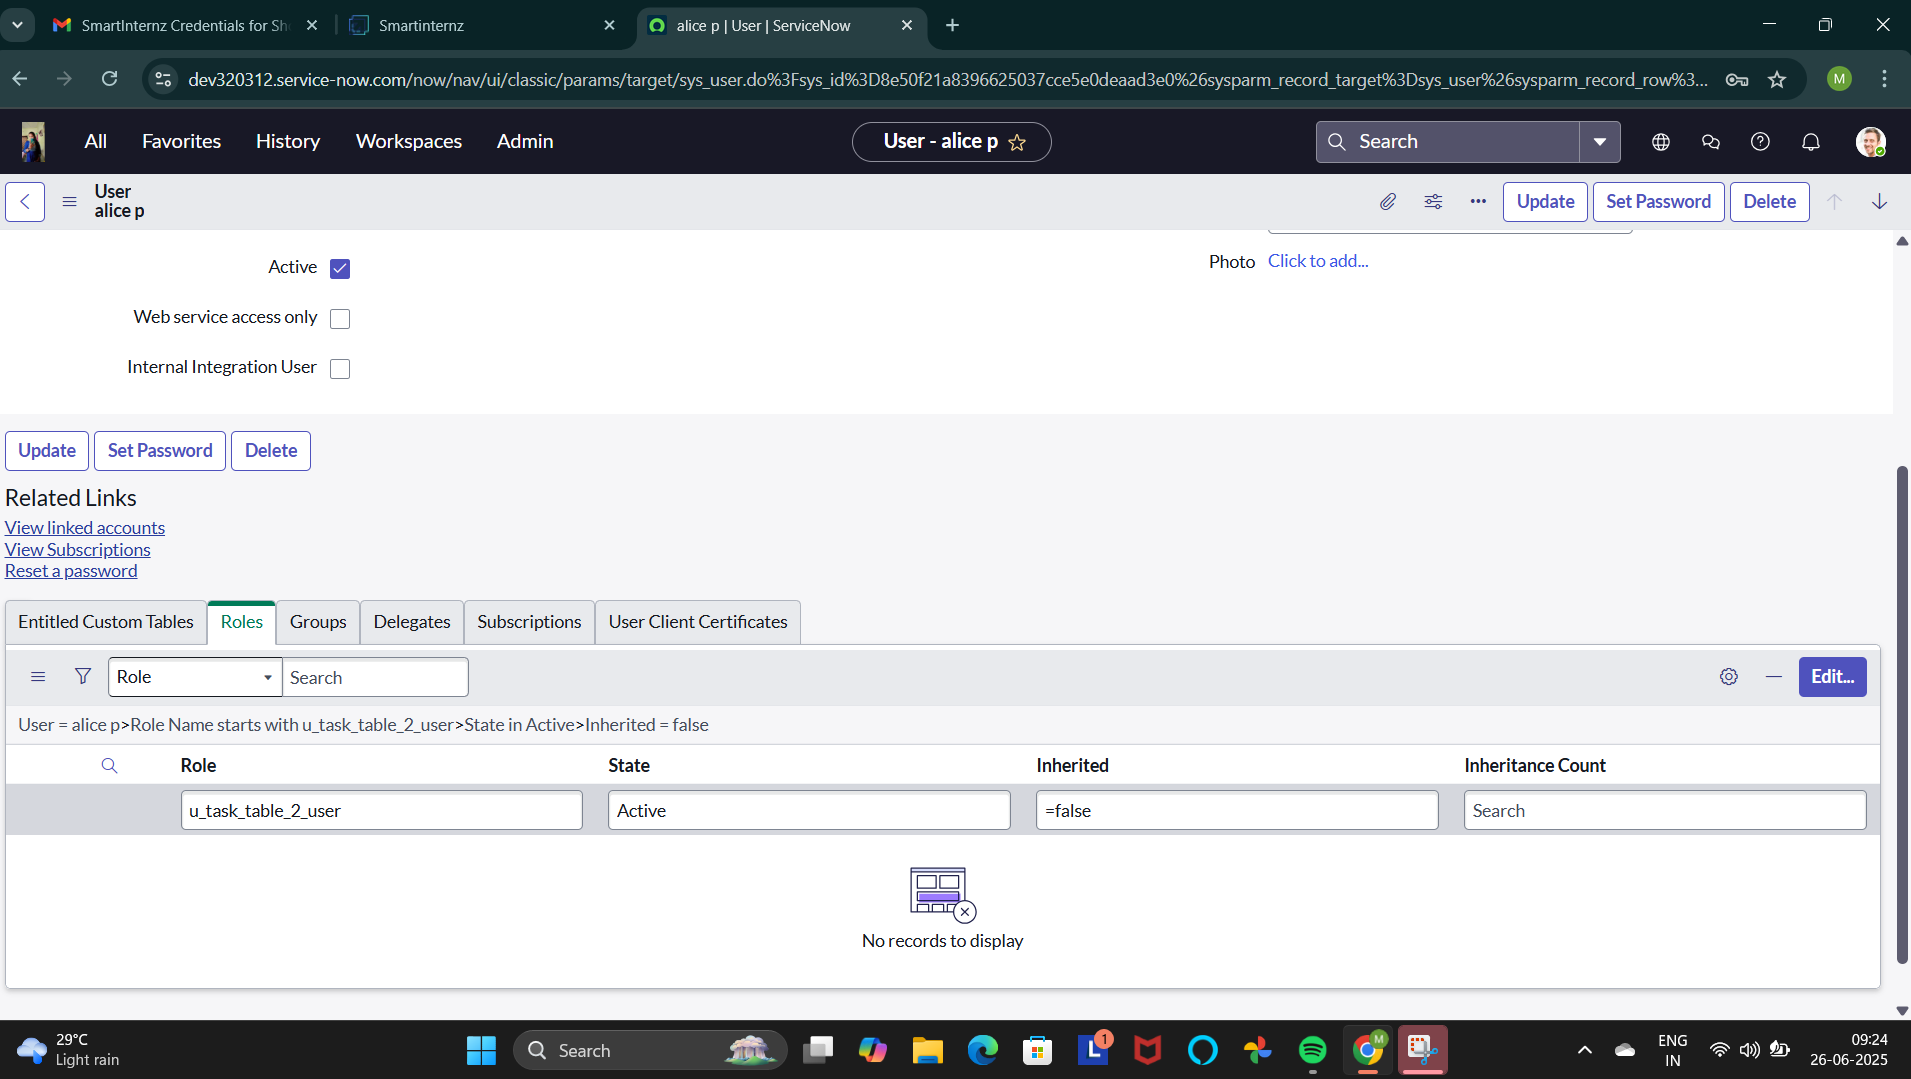 SmartInternz Credentials for Sh
Smartinternz
alice p | User | ServiceNow
dev320312.service-now.com/now/nav/ui/classic/params/target/sys_user.do%3Fsys_id%3D8e50f21a8396625037cce5e0deaad3e0%26sysparm_record_target%3Dsys_user%26sysparm_record_row%3...
M
All
Favorites
History
Workspaces
Admin
User - alice p
Search
User
alice p
Update
Set Password
Delete
Active
Photo
Click to add...
Web service access only
Internal Integration User
Update
Set Password
Delete
Related Links
View linked accounts
View Subscriptions
Reset a password
Entitled Custom Tables
Roles
Groups
Delegates
Subscriptions
User Client Certificates
Role
Search
Edit...
User = alice p>Role Name starts with u_task_table_2_user>State in Active>Inherited = false
Role
State
Inherited
Inheritance Count
u_task_table_2_user
Active
=false
Search
No records to display
29°C
Light rain
Search
L
1
M
ENG
IN
09:24
26-06-2025